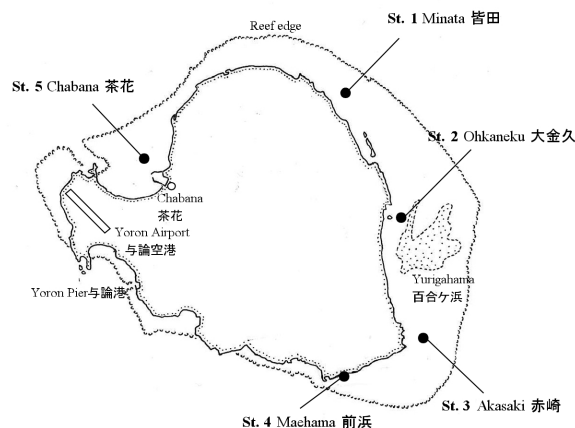 Reef edge
St. 1 Minata 皆田
St. 5 Chabana 茶花
St. 2 Ohkaneku 大金久
Chabana
茶花
Yoron Airport
与論空港
Yurigahama
百合ケ浜
Yoron Pier与論港
St. 3 Akasaki 赤崎
St. 4 Maehama 前浜